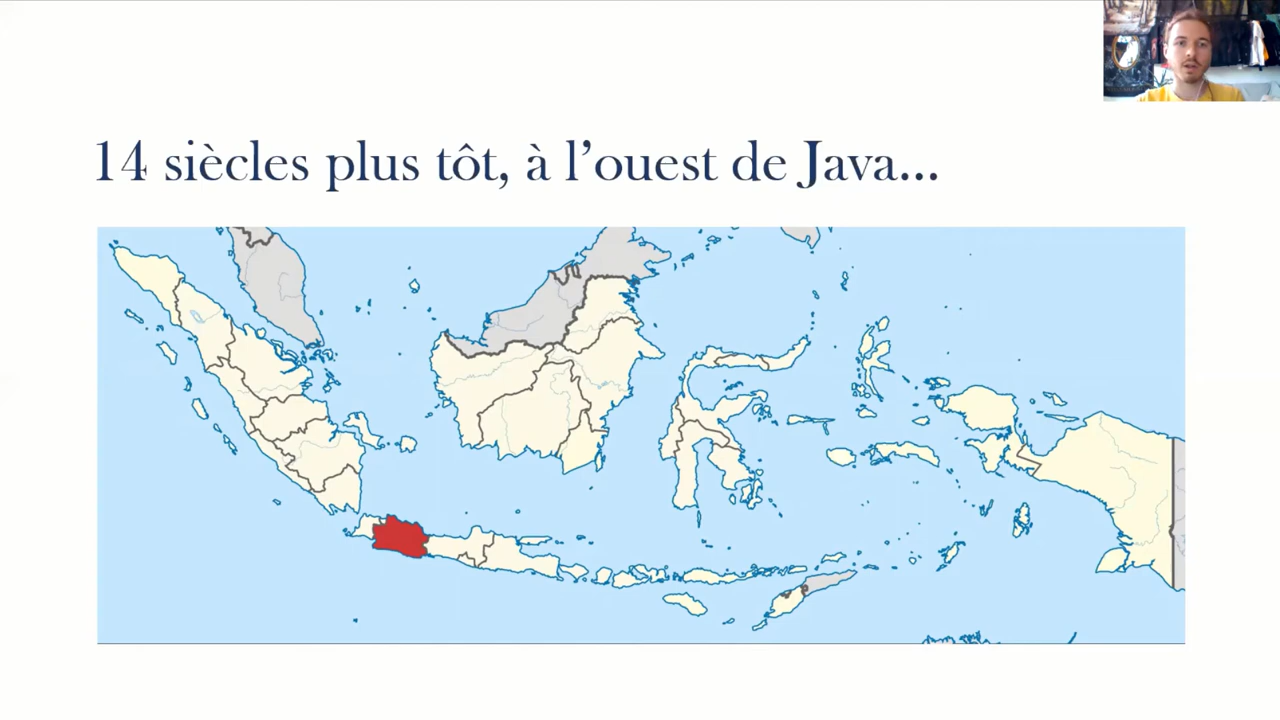 14 siècles plus tôt, à l’ouest de Java...